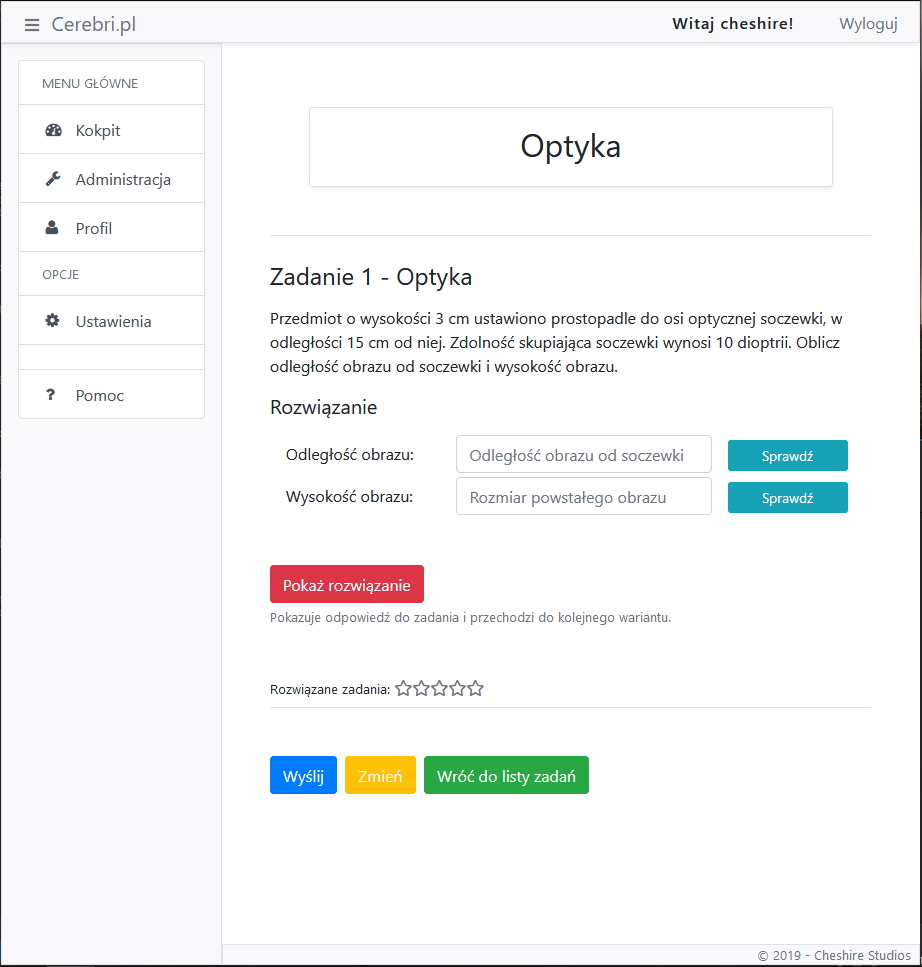 Cerebri.pl
Witaj cheshire!
Wyloguj
MENU GŁÓWNE
Kokpit
Administracja
Profil
OPCJE
Ustawienia
? Pomoc
Optyka
Zadanie 1 - Optyka
Przedmiot o wysokości 3 cm ustawiono prostopadle do osi optycznej soczewki, w
odległości 15 cm od niej. Zdolność skupiająca soczewki wynosi 10 dioptrii. Oblicz
odległość obrazu od soczewki i wysokość obrazu.
Rozwiązanie
Odległość obrazu: Odległość obrazu od soczewki Sprawdź
Wysokość obrazu: Rozmiar powstałego obrazu Sprawdź
Pokaż rozwiązanie
Pokazuje odpowiedź do zadania i przechodzi do kolejnego wariantu.
Rozwiązane zadania:
Wyślij Zmień Wróć do listy zadań
© 2019 - Cheshire Studios